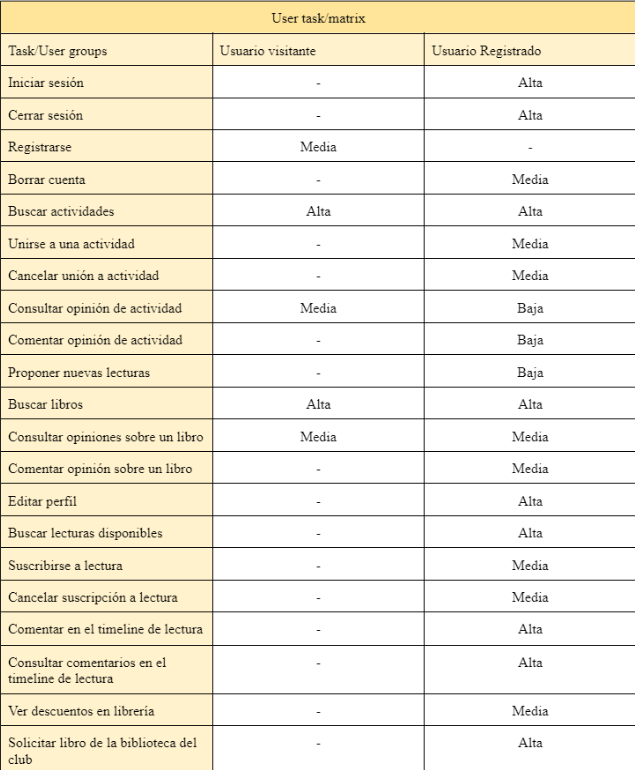 User task/matrix
Task/User groups Usuario visitante Usuario Registrado
Iniciar sesión - Alta
Cerrar sesión - Alta
Registrarse Media -
Borrar cuenta - Media
Buscar actividades Alta Alta
Unirse a una actividad - Media
Cancelar unión a actividad - Media
Consultar opinión de actividad Media Baja
Comentar opinión de actividad - Baja
Proponer nuevas lecturas - Baja
Buscar libros Alta Alta
Consultar opiniones sobre un libro Media Media
Comentar opinión sobre un libro - Media
Editar perfil - Alta
Buscar lecturas disponibles - Alta
Suscribirse a lectura - Media
Cancelar suscripción a lectura - Media
Comentar en el timeline de lectura - Alta
Consultar comentarios en el - Alta
timeline de lectura
Ver descuentos en librería - Media
Solicitar libro de la biblioteca del - Alta
club